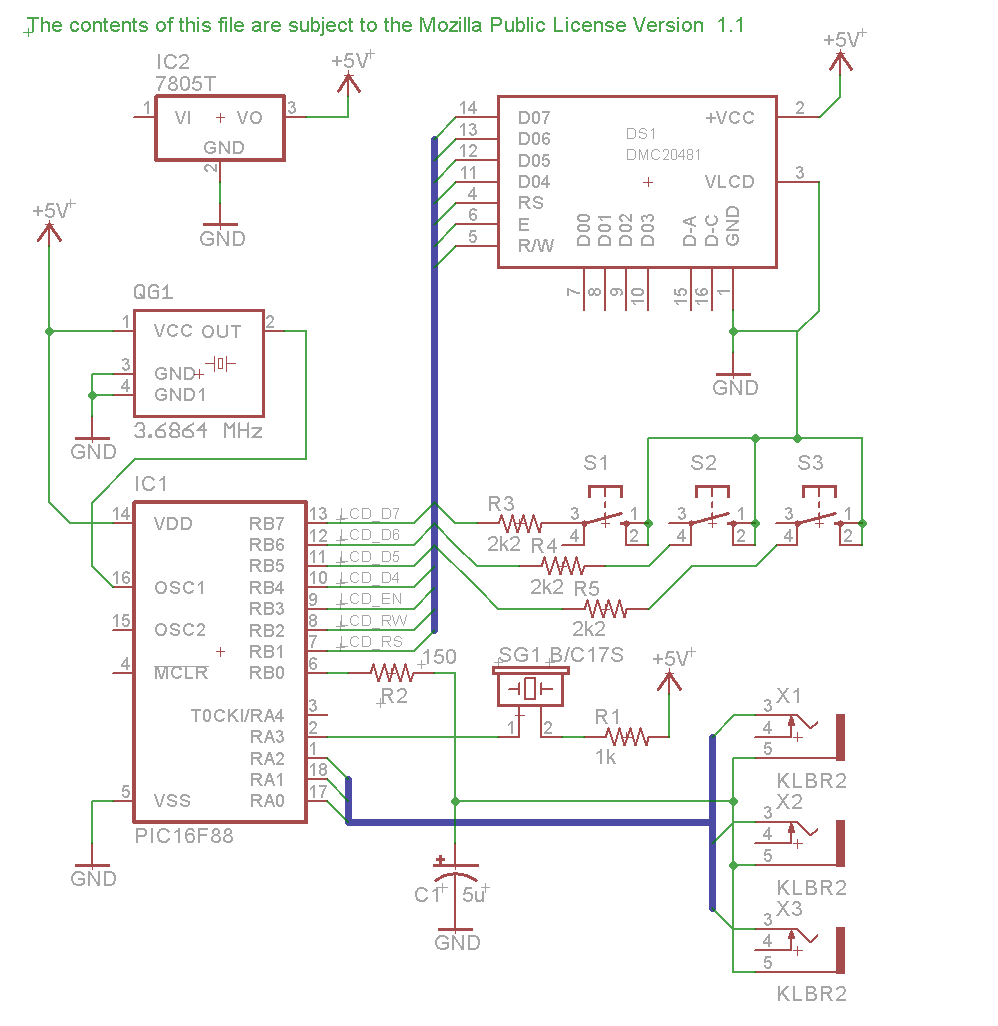 The contents of this file are subject to the Mozilla Public License Version 1.1
IC2
7805T
1 VI VO 3
GND
2
GND
+5V
+5V
+5V
14 D07
13 D06
12 D05
11 D04
4 RS
6 E
5 R/W
DS1
DMC20481
+VCC 2
VLCD 3
D00 D01 D02 D03 D-A D-C GND
7 8 9 10 15 16 1
GND
QG1
1 VCC OUT 2
3 GND
4 GND1
3.6864 MHz
GND
IC1
14 VDD
16 OSC1
15 OSC2
4 MCLR
5 VSS
RB7 13 LCD_D7
RB6 12 LCD_D6
RB5 11 LCD_D5
RB4 10 LCD_D4
RB3 9 LCD_EN
RB2 8 LCD_RW
RB1 7 LCD_RS
RB0 6
T0CKI/RA4 3
RA3 2
RA2 1
RA1 18
RA0 17
PIC16F88
GND
S1 S2 S3
3 1 3 1 3 1
4 2 4 2 4 2
R3
2k2
R4
2k2
R5
2k2
150
R2
SG1 B/C17S
1 2
R1
1k
+5V
C1 5u
GND
X1
3
4
5
KLBR2
X2
3
4
5
KLBR2
X3
3
4
5
KLBR2